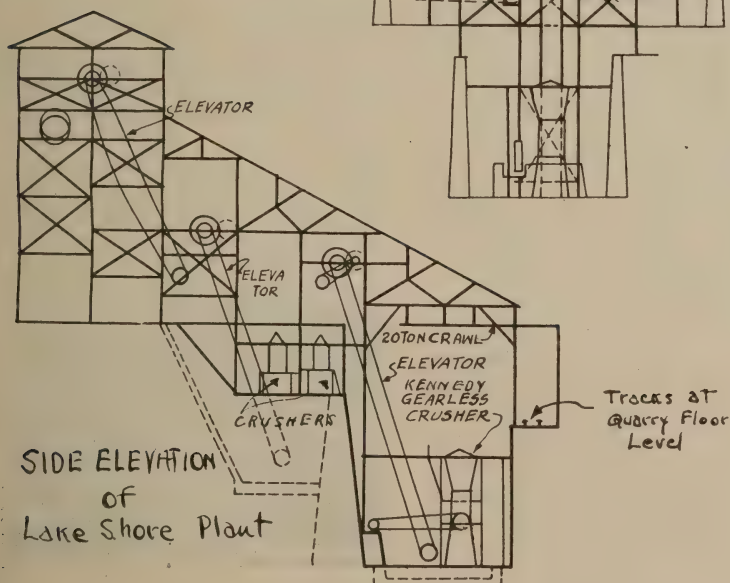 ELEVATOR
ELEVA
TOR
20 TON CRAWL
ELEVATOR
KENNEDY
GEARLESS
CRUSHER
CRUSHERS
Tracks at
Quarry Floor
Level
SIDE ELEVATION
of
Lake Shore Plant